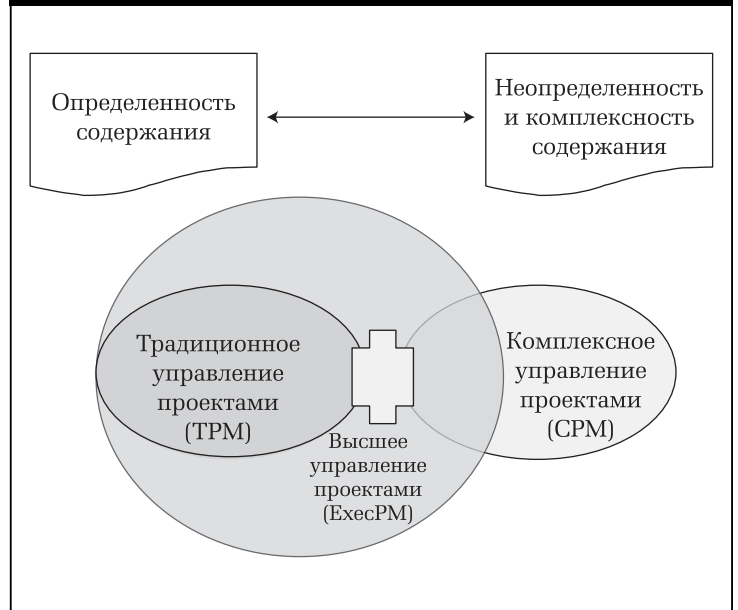 Определенность
содержания
Неопределенность
и комплексность
содержания
Традиционное
управление
проектами
(TPM)
Комплексное
управление
проектами
(CPM)
Высшее
управление
проектами
(ExecPM)